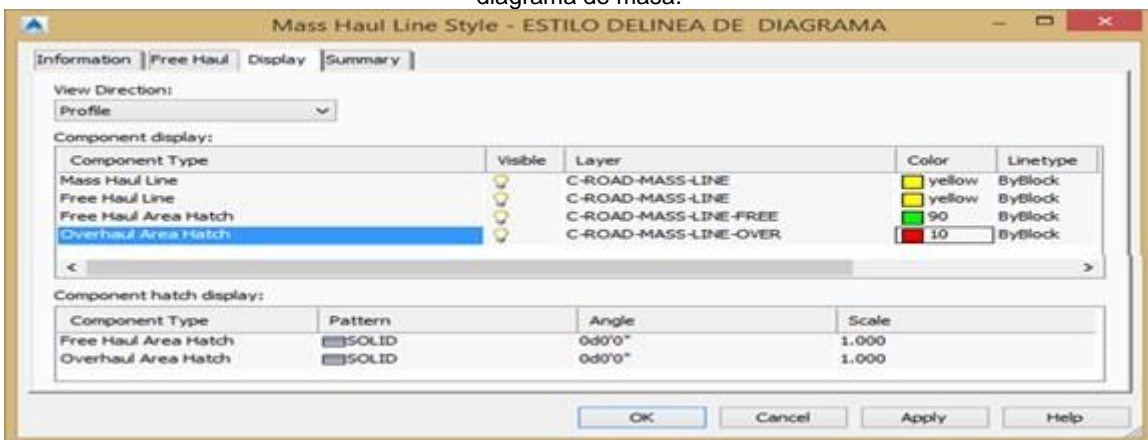 diagrama de masa.
Mass Haul Line Style - ESTILO DELINEA DE DIAGRAMA
Information Free Haul Display Summary
View Direction:
Profile
Component display:
Component Type Visible Layer Color Linetype
Mass Haul Line C-ROAD-MASS-LINE yellow ByBlock
Free Haul Line C-ROAD-MASS-LINE yellow ByBlock
Free Haul Area Hatch C-ROAD-MASS-LINE-FREE 90 ByBlock
Overhaul Area Hatch C-ROAD-MASS-LINE-OVER 10 ByBlock
Component hatch display:
Component Type Pattern Angle Scale
Free Haul Area Hatch SOLID 0d0'0" 1.000
Overhaul Area Hatch SOLID 0d0'0" 1.000
OK Cancel Apply Help